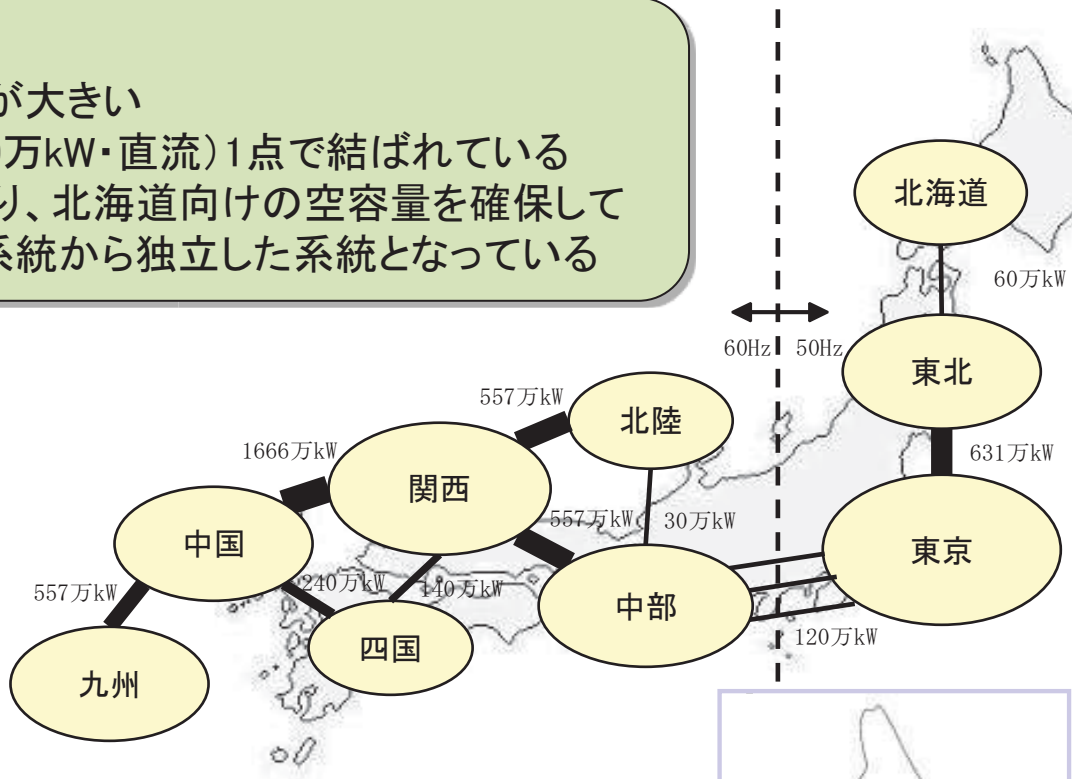 が大きい
万kW・直流)1点で結ばれている
り、北海道向けの空容量を確保して
系統から独立した系統となっている
北海道
60万kW
60Hz
50Hz
東北
557万kW
北陸
631万kW
1666万kW
関西
557万kW
30万kW
東京
中国
240万kW
140万kW
557万kW
中部
四国
120万kW
九州